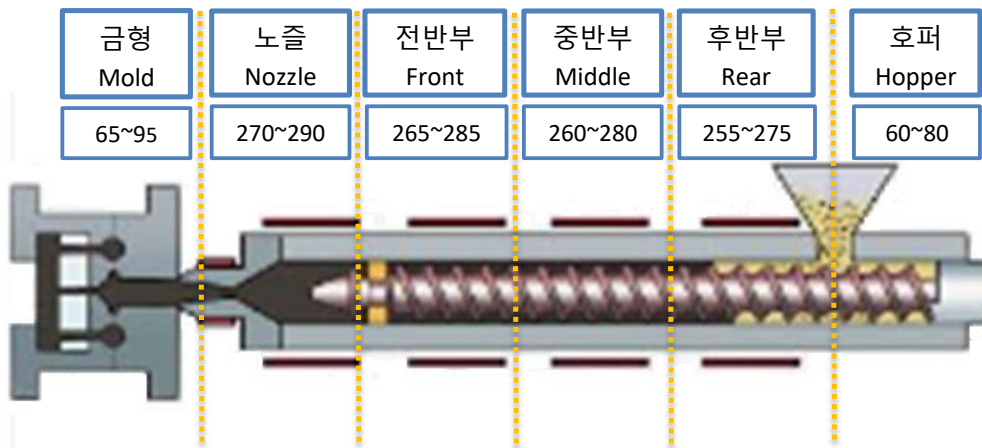 금형
Mold
노즐
Nozzle
전반부
Front
중반부
Middle
후반부
Rear
호퍼
Hopper
65~95
270~290
265~285
260~280
255~275
60~80